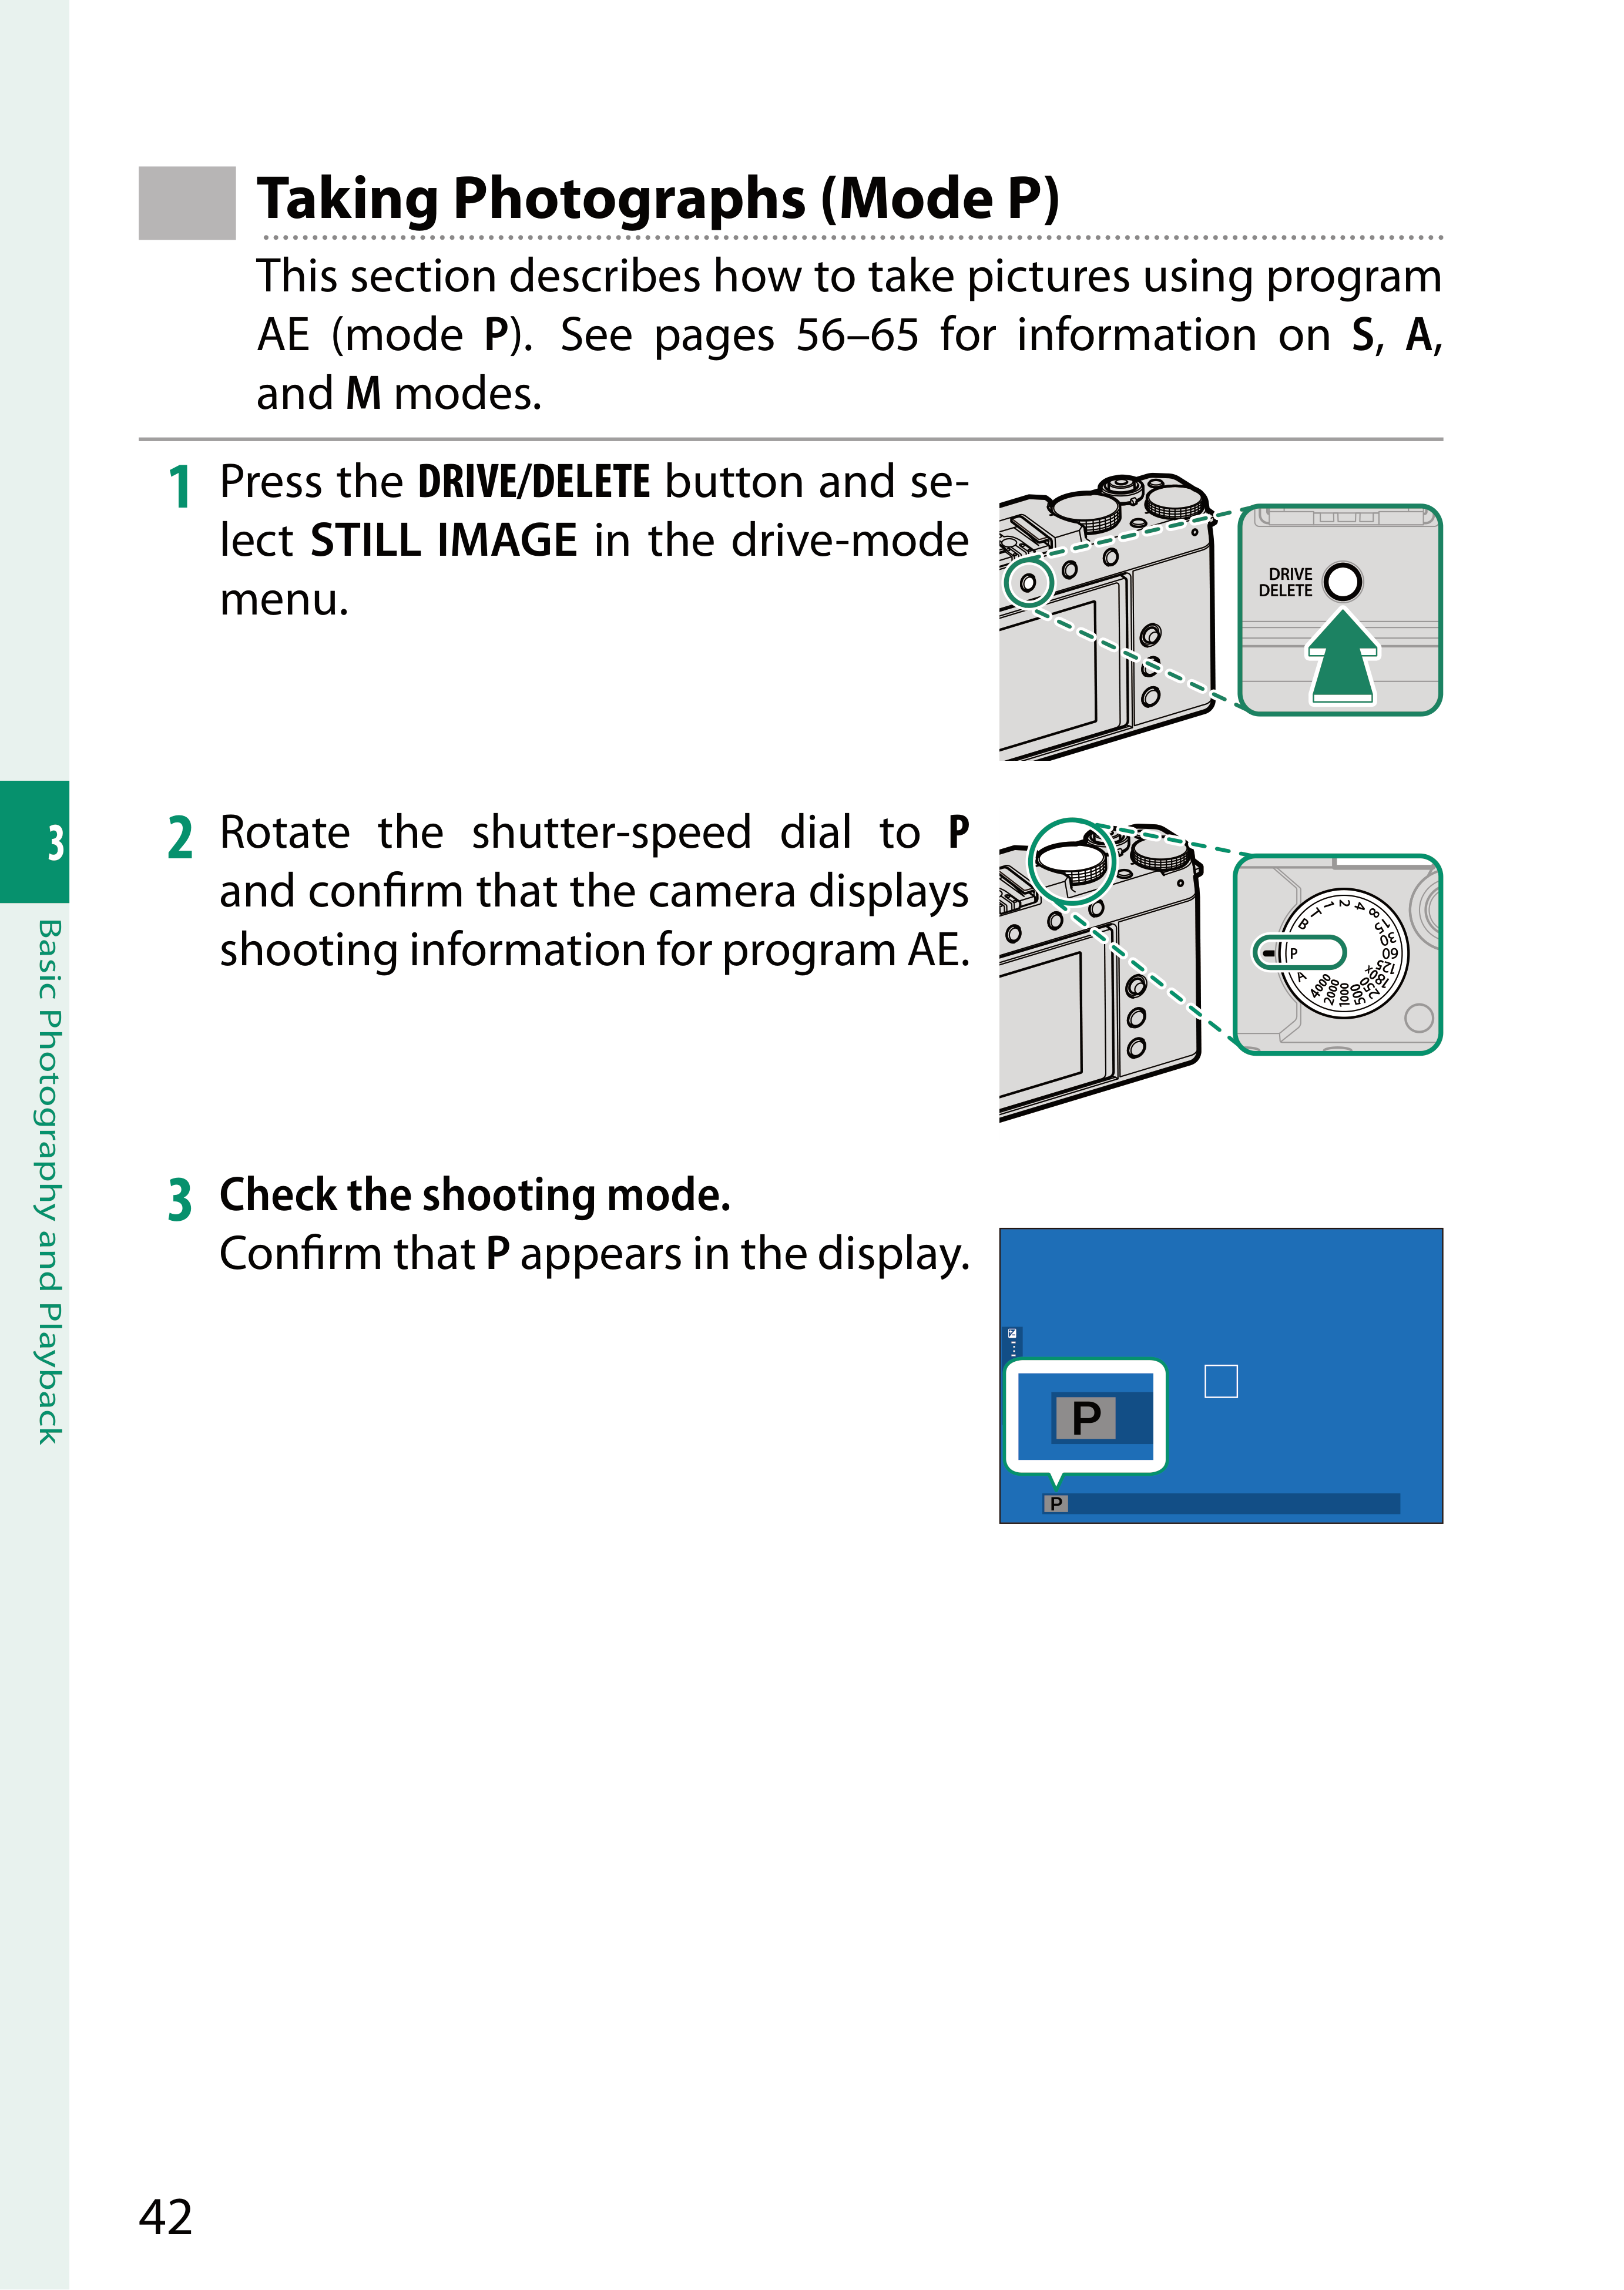 Taking Photographs (Mode P)
This section describes how to take pictures using program
AE (mode P). See pages 56–65 for information on S, A,
and M modes.
1 Press the DRIVE/DELETE button and se-
lect STILL IMAGE in the drive-mode
menu.
DRIVE
DELETE
2 Rotate the shutter-speed dial to P
and confirm that the camera displays
shooting information for program AE.
A P B T 1 2 4 8 15 30 60 125 180X 250 500 1000 2000 4000
3 Check the shooting mode.
Confirm that P appears in the display.
P
P
3
Basic Photography and Playback
42